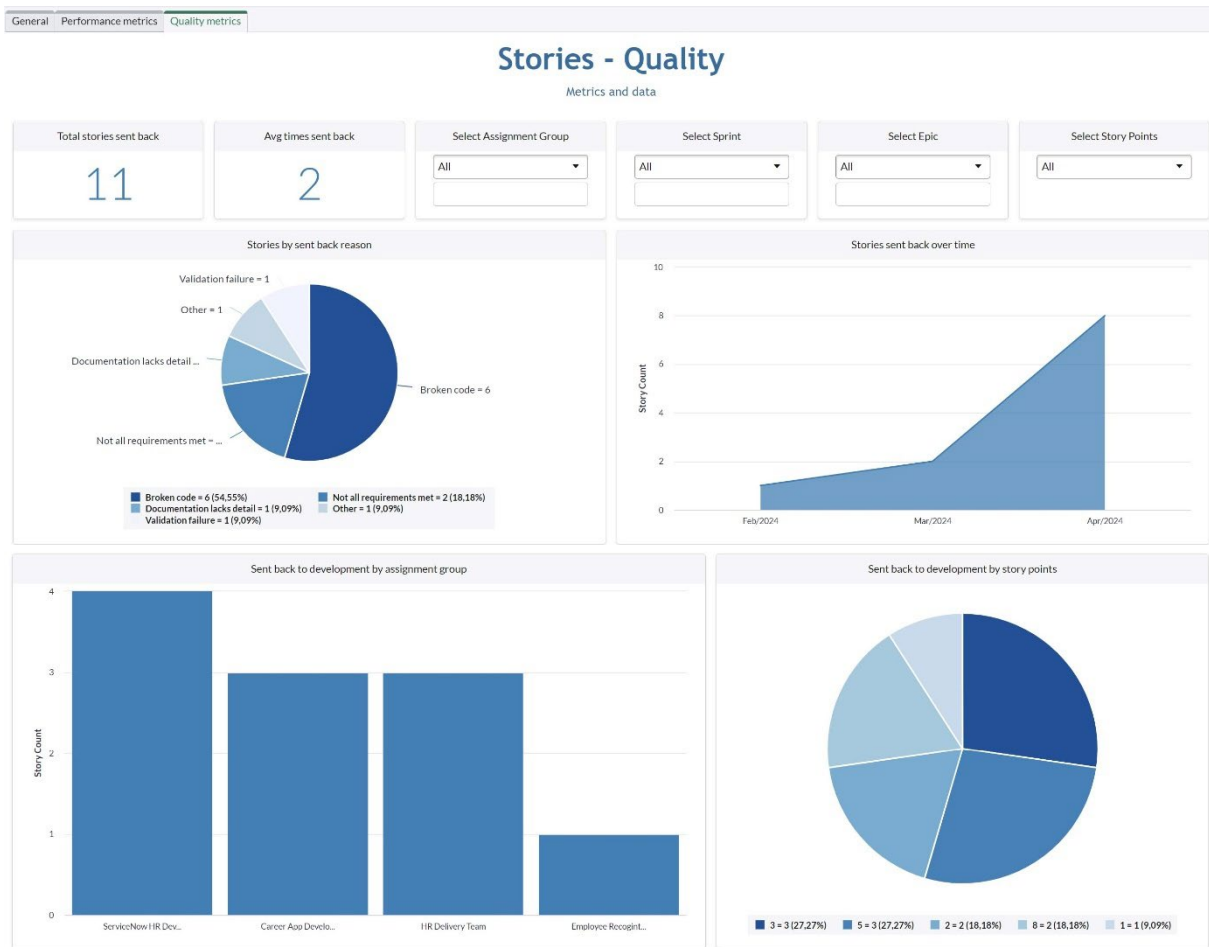 General Performance metrics Quality metrics
Stories - Quality
Metrics and data
Total stories sent back
11
Avg times sent back
2
Select Assignment Group
All
Select Sprint
All
Select Epic
All
Select Story Points
All
Stories by sent back reason
Validation failure = 1
Other = 1
Documentation lacks detail ...
Not all requirements met = ...
Broken code = 6
Broken code = 6 (54,55%) Not all requirements met = 2 (18,18%)
Documentation lacks detail = 1 (9,09%) Other = 1 (9,09%)
Validation failure = 1 (9,09%)
Stories sent back over time
Story Count
10
8
6
4
2
0
Feb/2024 Mar/2024 Apr/2024
Sent back to development by assignment group
Story Count
4
3
2
1
0
ServiceNow HR Dev... Career App Develo... HR Delivery Team Employee Recogint...
Sent back to development by story points
3 = 3 (27,27%) 5 = 3 (27,27%) 2 = 2 (18,18%) 8 = 2 (18,18%) 1 = 1 (9,09%)